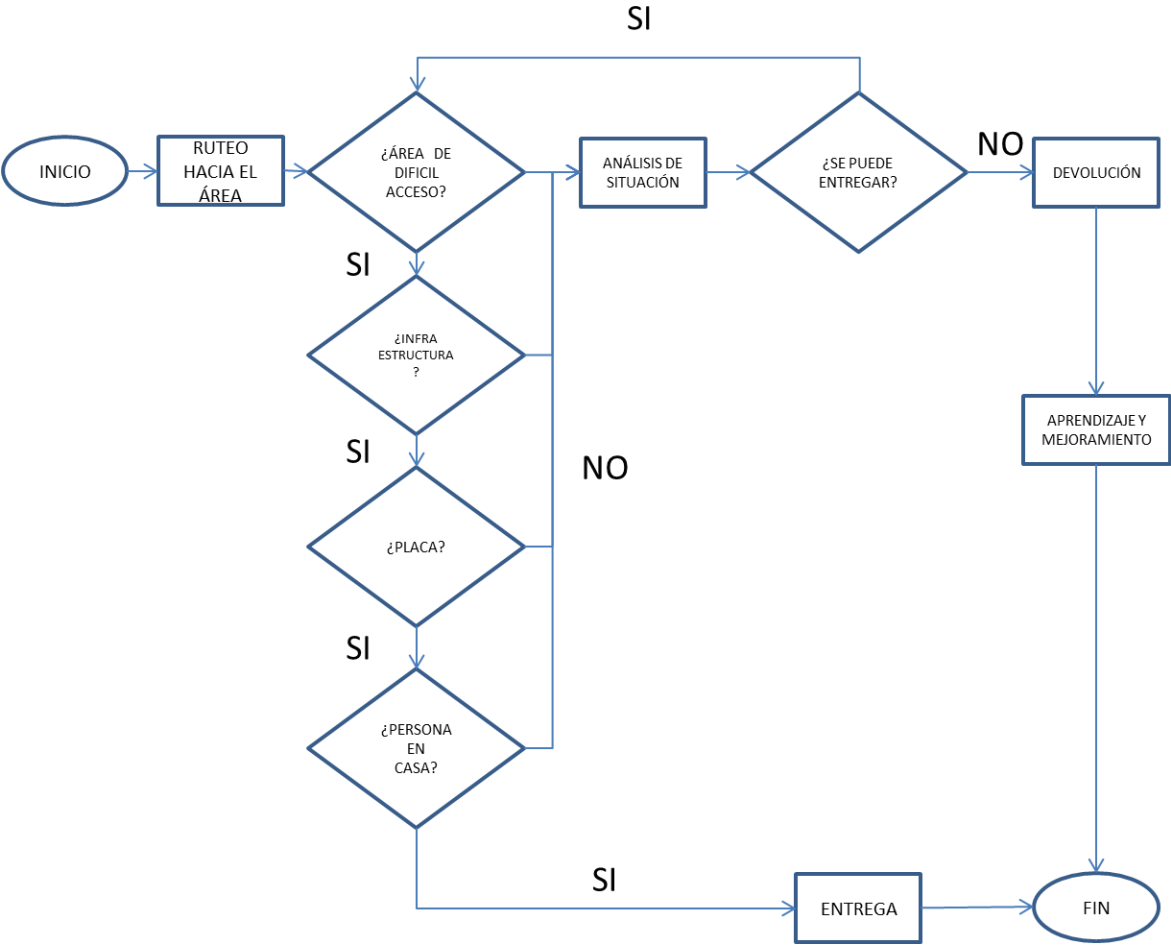 SI
INICIO
RUTEO
HACIA EL
ÁREA
¿ÁREA DE
DIFICIL
ACCESO?
ANÁLISIS DE
SITUACIÓN
¿SE PUEDE
ENTREGAR?
NO
DEVOLUCIÓN
SI
¿INFRA
ESTRUCTURA
?
SI
NO
APRENDIZAJE Y
MEJORAMIENTO
¿PLACA?
SI
¿PERSONA
EN
CASA?
SI
ENTREGA
FIN